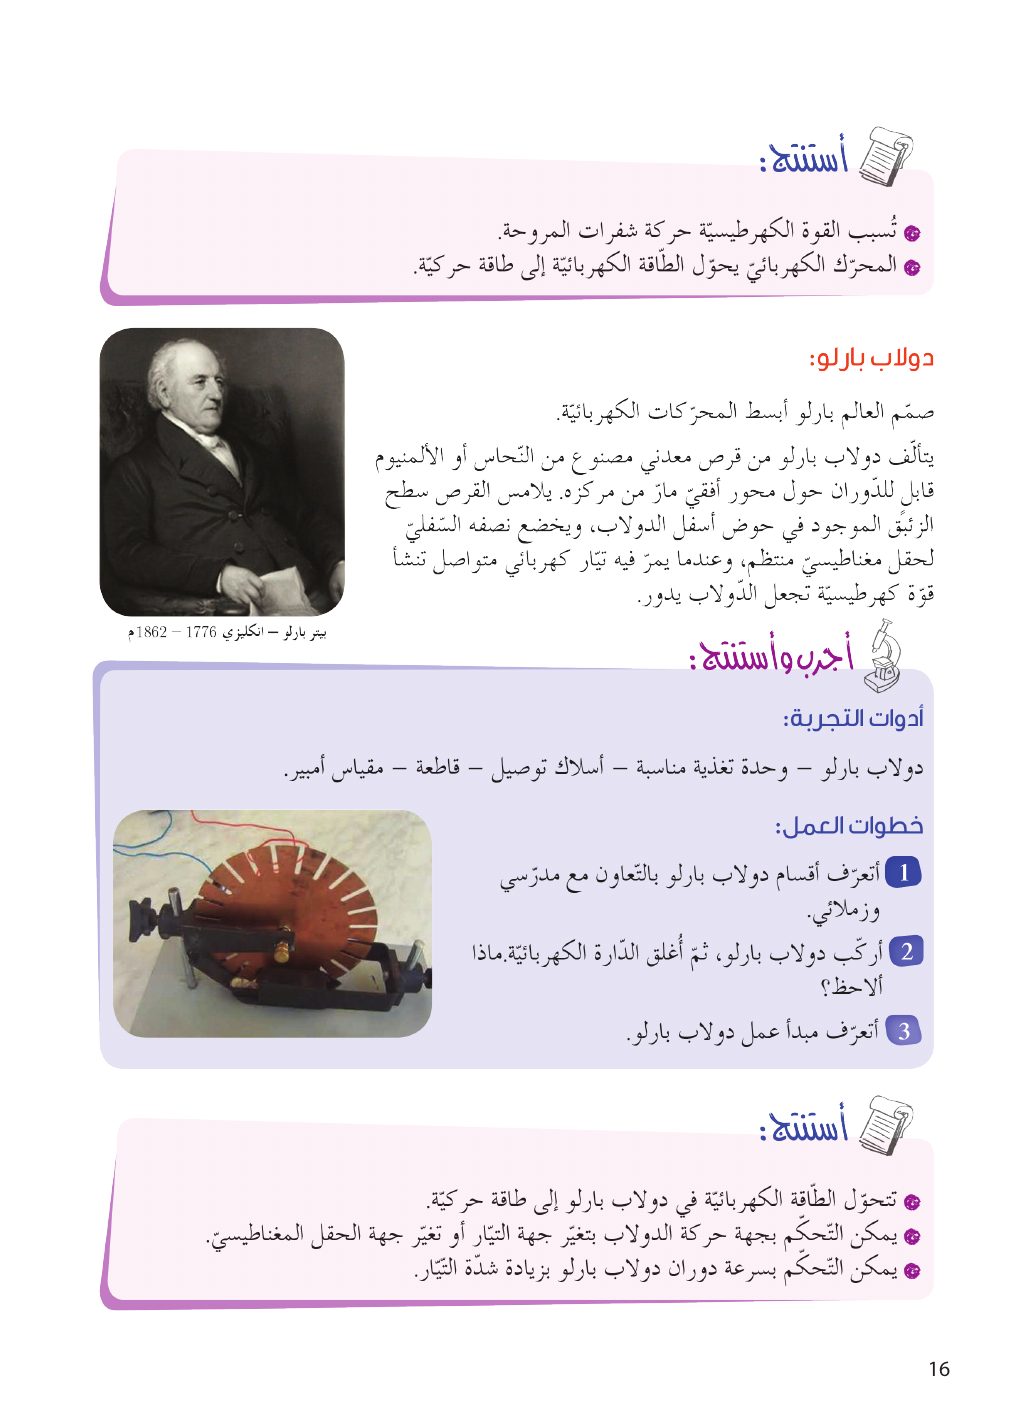 أستنتج:
تُسبب القوة الكهرطيسيّة حركة شفرات المروحة.
المحرّك الكهربائيّ يحوّل الطّاقة الكهربائيّة إلى طاقة حركيّة.
دولاب بارلو:
صمّم العالم بارلو أبسط المحرّكات الكهربائيّة.
يتألّف دولاب بارلو من قرص معدني مصنوع من النّحاس أو الألمنيوم
قابلٍ للدّوران حول محور أفقيّ مارّ من مركزه. يلامس القرص سطح
الزئبق الموجود في حوض أسفل الدولاب، ويخضع نصفه السّفليّ
لحقل مغناطيسيّ منتظم، وعندما يمرّ فيه تيّار كهربائي متواصل تنشأ
قوّة كهرطيسيّة تجعل الدّولاب يدور.
بيتر بارلو – انكليزي 1776 – 1862م
أجرب وأستنتج:
أدوات التجربة:
دولاب بارلو – وحدة تغذية مناسبة – أسلاك توصيل – قاطعة – مقياس أمبير.
خطوات العمل:
1 أتعرّف أقسام دولاب بارلو بالتّعاون مع مدرّسي
وزملائي.
2 أركّب دولاب بارلو، ثمّ أُغلق الدّارة الكهربائيّة.ماذا
ألاحظ؟
3 أتعرّف مبدأ عمل دولاب بارلو.
أستنتج:
تتحوّل الطّاقة الكهربائيّة في دولاب بارلو إلى طاقة حركيّة.
يمكن التّحكّم بجهة حركة الدولاب بتغيّر جهة التيّار أو تغيّر جهة الحقل المغناطيسيّ.
يمكن التّحكّم بسرعة دوران دولاب بارلو بزيادة شدّة التّيّار.
16